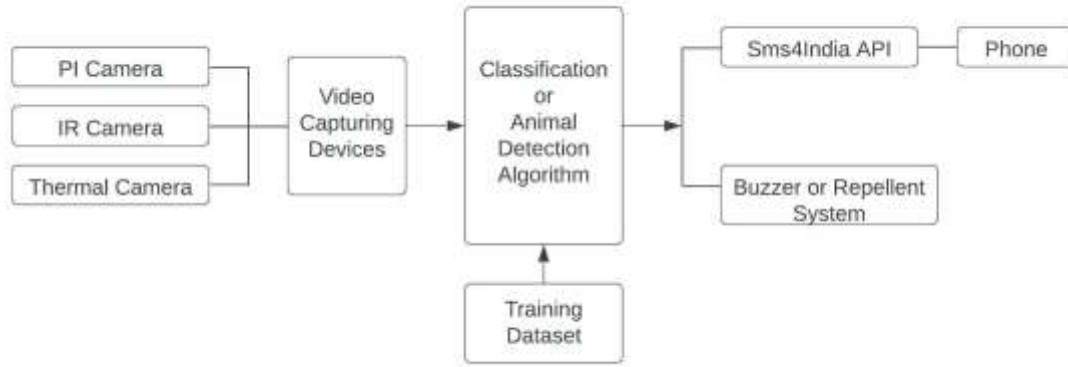 PI Camera
IR Camera
Thermal Camera
Video
Capturing
Devices
Classification
or
Animal
Detection
Algorithm
Training
Dataset
Sms4India API
Phone
Buzzer or Repellent
System